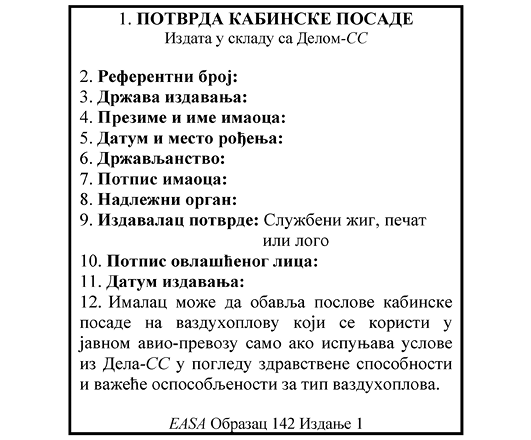 1. ПОТВРДА КАБИНСКЕ ПОСАДЕ
Издата у складу са Делом-CC
2. Референтни број:
3. Држава издавања:
4. Презиме и име имаоца:
5. Датум и место рођења:
6. Држављанство:
7. Потпис имаоца:
8. Надлежни орган:
9. Издавалац потврде: Службени жиг, печат
или лого
10. Потпис овлашћеног лица:
11. Датум издавања:
12. Ималац може да обавља послове кабинске
посаде на ваздухоплову који се користи у
јавном авио-превозу само ако испуњава услове
из Дела-CC у погледу здравствене способности
и важеће оспособљености за тип ваздухоплова.
EASA Образац 142 Издање 1